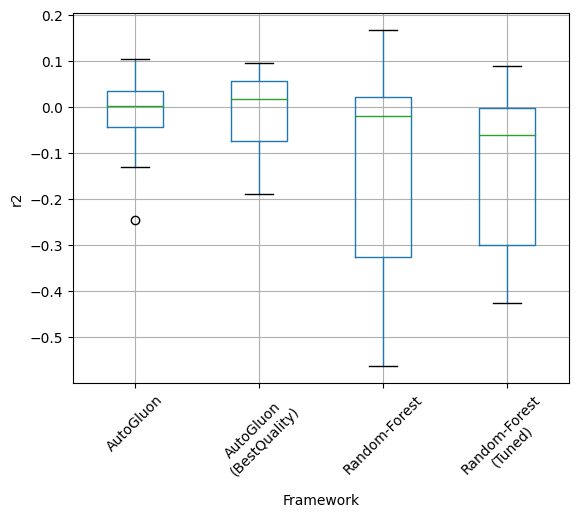 0.2
0.1
0.0
−0.1
−0.2
−0.3
−0.4
−0.5
r2
AutoGluon
AutoGluon
(BestQuality)
Random-Forest
Random-Forest
(Tuned)
Framework